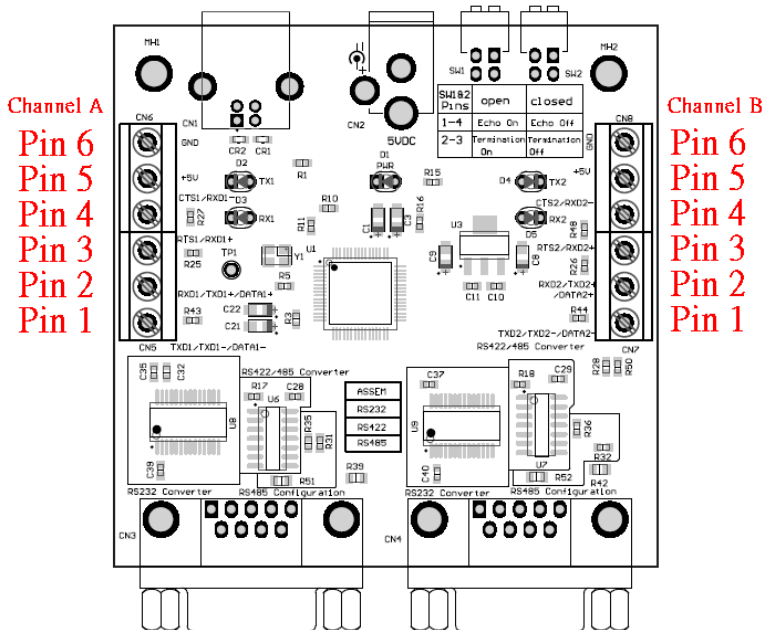 MH1
MH2
SW1
SW2
CN1
CN2
5VDC
SW1&2 Pins open closed
1-4 Echo On Echo Off
2-3 Termination On Termination Off
Channel A
Pin 6
Pin 5
Pin 4
Pin 3
Pin 2
Pin 1
Channel B
Pin 6
Pin 5
Pin 4
Pin 3
Pin 2
Pin 1
CN6
GND
+5V
CTS1/RXD1-
RTS1/RXD1+
RXD1/TXD1+/DATA1+
TXD1/TXD1-/DATA1-
CN5
CN8
GND
+5V
CTS2/RXD2-
RTS2/RXD2+
RXD2/TXD2+
/DATA2+
TXD2/TXD2-/DATA2-
CN7
CR2
CR1
D2
TX1
D3
RX1
R1
D1
PWR
R15
D4
TX2
RX2
D5
R27
R10
R11
U1
C1
C3
R16
U3
R48
R25
TP1
Y1
R5
C9
C8
R26
C22
C21
R3
C11
C10
R43
R44
RS422/485 Converter
RS422/485 Converter
C35
C32
R17
U6
C28
U8
R35
R31
C39
R51
R39
RS232 Converter
RS485 Configuration
ASSEM
RS232
RS422
RS485
C37
R18
C29
R28
R50
U9
R36
R32
U7
C40
R52
R42
RS232 Converter
RS485 Configuration
CN3
CN4